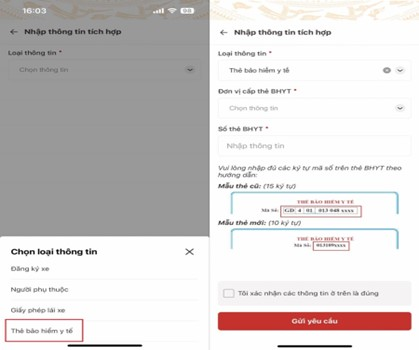 16:03
98
Nhập thông tin tích hợp
Loại thông tin *
Chọn thông tin
Chọn loại thông tin
Đăng ký xe
Người phụ thuộc
Giấy phép lái xe
Thẻ bảo hiểm y tế
Nhập thông tin tích hợp
Loại thông tin *
Thẻ bảo hiểm y tế
Đơn vị cấp thẻ BHYT *
Chọn thông tin
Số thẻ BHYT *
Nhập thông tin
Vui lòng nhập đủ các ký tự mã số trên thẻ BHYT theo
hướng dẫn:
Mẫu thẻ cũ: (15 ký tự)
THẺ BẢO HIỂM Y TẾ
Mã Số: GD 4 01 013 048 xxxx
Mẫu thẻ mới: (10 ký tự)
THẺ BẢO HIỂM Y TẾ
Mã Số: 013109xxxx
Tôi xác nhận các thông tin ở trên là đúng
Gửi yêu cầu